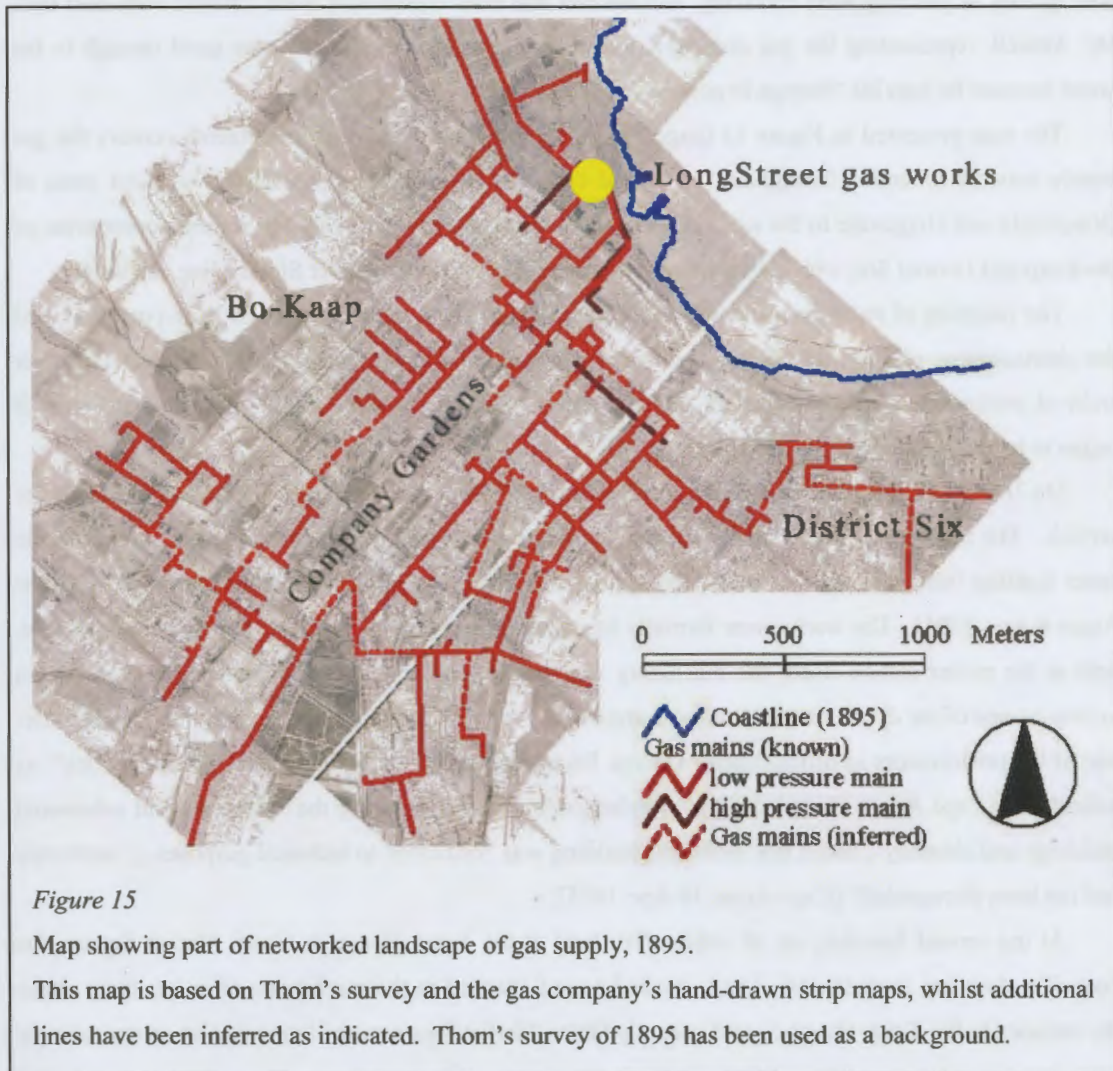 LongStreet gas works
Bo-Kaap
Company Gardens
District Six
0 500 1000 Meters
Coastline (1895)
Gas mains (known)
low pressure main
high pressure main
Gas mains (inferred)
Figure 15
Map showing part of networked landscape of gas supply, 1895.
This map is based on Thom's survey and the gas company's hand-drawn strip maps, whilst additional
lines have been inferred as indicated. Thom's survey of 1895 has been used as a background.